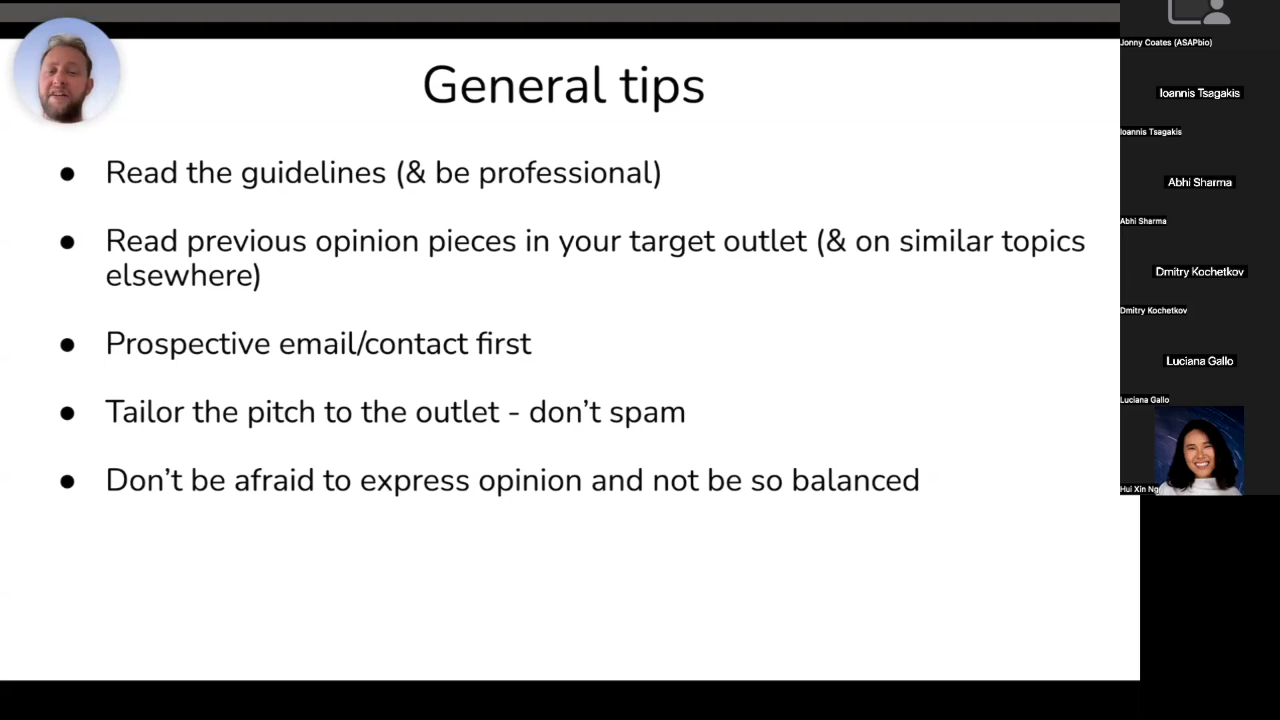 General tips
● Read the guidelines (& be professional)
● Read previous opinion pieces in your target outlet (& on similar topics
elsewhere)
● Prospective email/contact first
● Tailor the pitch to the outlet - don't spam
● Don't be afraid to express opinion and not be so balanced
Jonny Coates (ASAPbio)
Ioannis Tsagakis
Ioannis Tsagakis
Abhi Sharma
Abhi Sharma
Dmitry Kochetkov
Dmitry Kochetkov
Luciana Gallo
Luciana Gallo
Hui Xin Ng